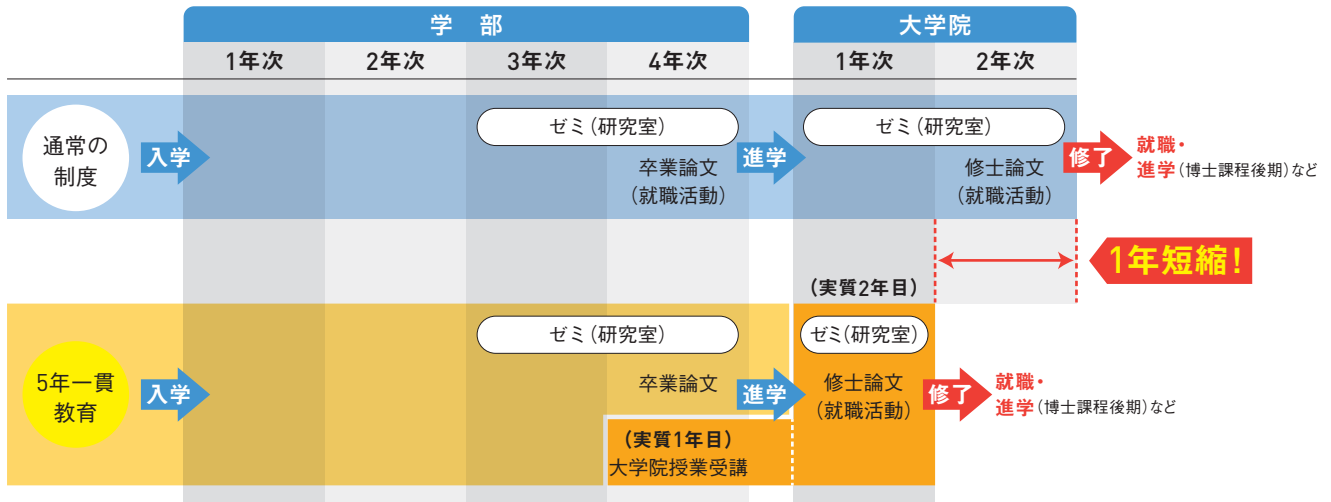 学 部
大学院
1年次
2年次
3年次
4年次
1年次
2年次
通常の
制度
入学
ゼミ(研究室)
卒業論文
(就職活動)
進学
ゼミ(研究室)
修士論文
(就職活動)
修了
就職・
進学(博士課程後期)など
1年短縮!
(実質2年目)
5年一貫
教育
入学
ゼミ(研究室)
卒業論文
進学
(実質1年目)
大学院授業受講
ゼミ(研究室)
修士論文
(就職活動)
修了
就職・
進学(博士課程後期)など